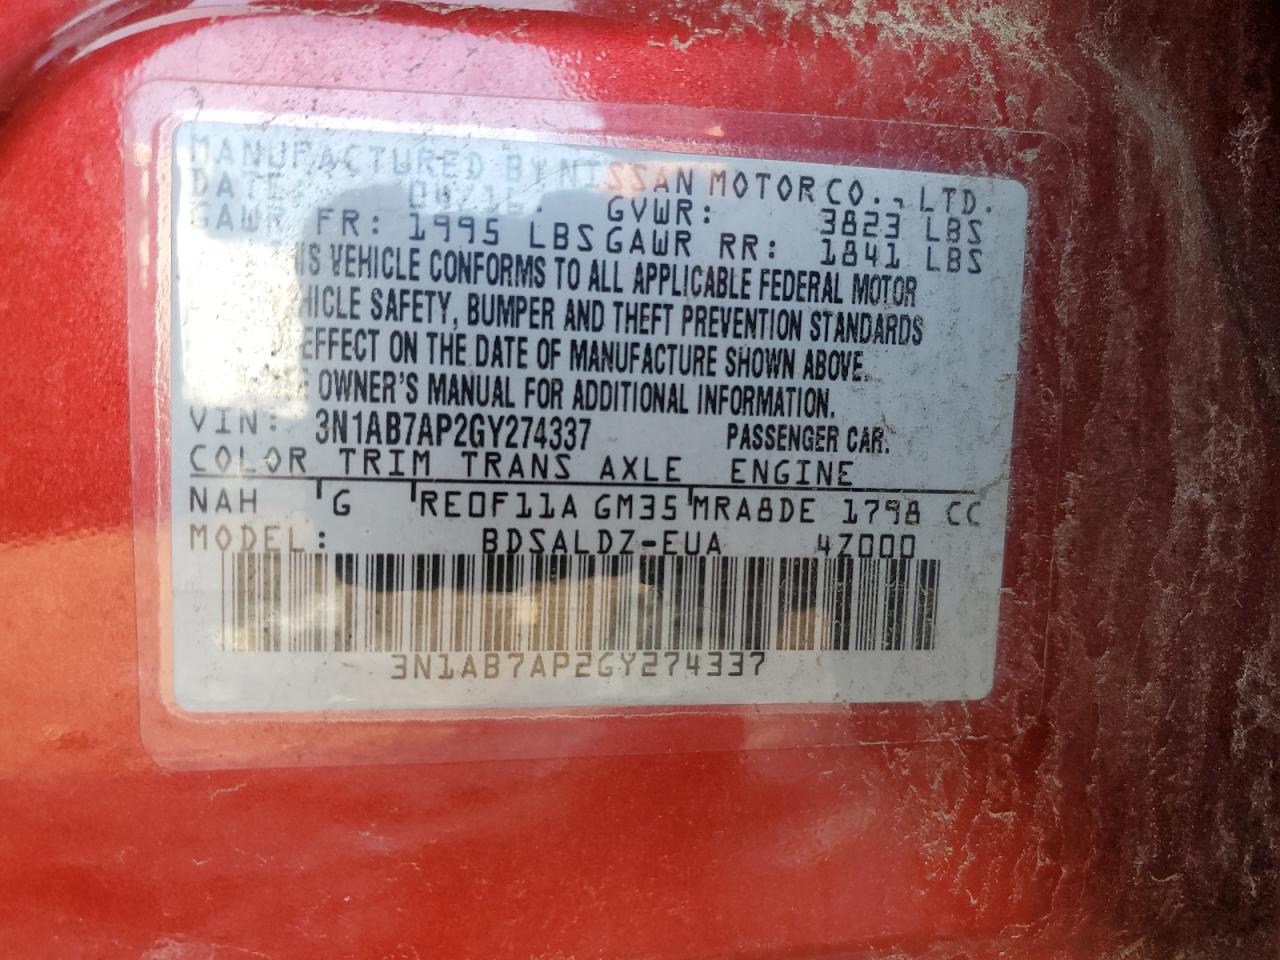 MANUFACTURED BY NISSAN MOTOR CO., LTD.
DATE: 04/16. GVWR: 3823 LBS
GAWR FR: 1995 LBS GAWR RR: 1841 LBS
IS VEHICLE CONFORMS TO ALL APPLICABLE FEDERAL MOTOR
HICLE SAFETY, BUMPER AND THEFT PREVENTION STANDARDS
EFFECT ON THE DATE OF MANUFACTURE SHOWN ABOVE.
OWNER'S MANUAL FOR ADDITIONAL INFORMATION.
VIN: 3N1AB7AP2GY274337 PASSENGER CAR.
COLOR TRIM TRANS AXLE ENGINE
NAH G RE0F11A GM35 MRA8DE 1798 CC
MODEL: BDSALDZ-EUA 4Z000
3N1AB7AP2GY274337